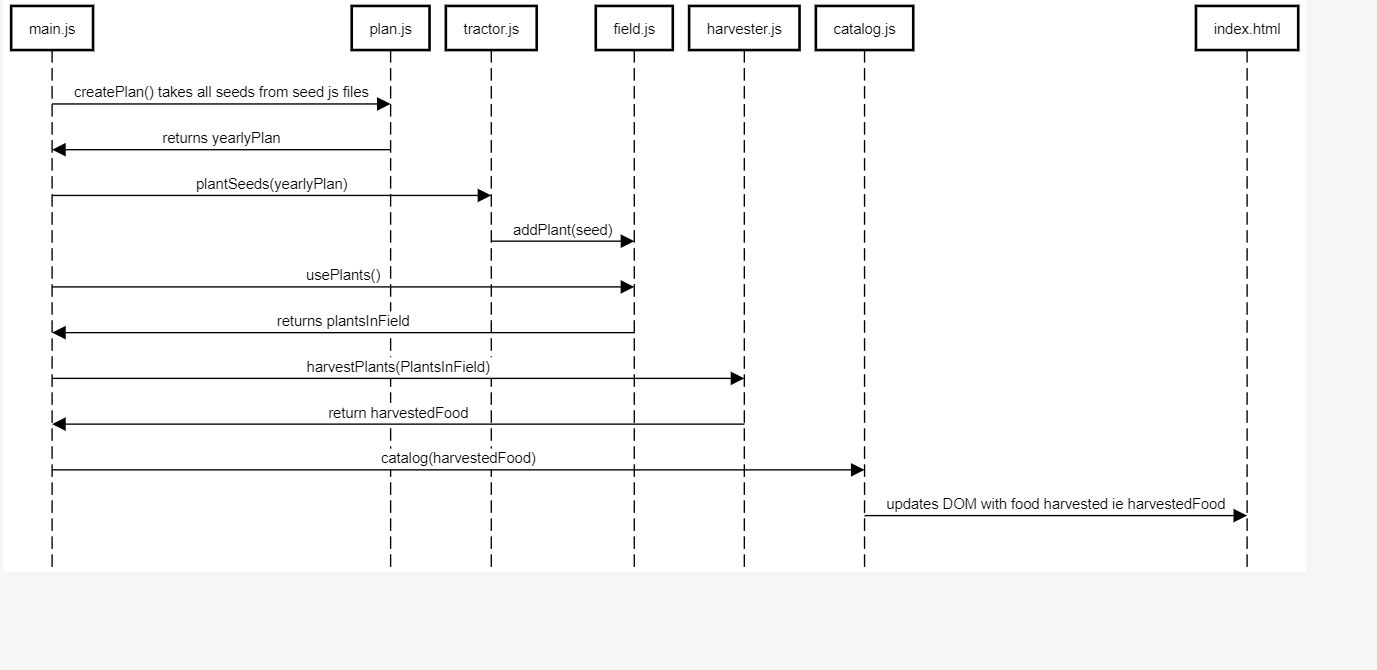 main.js
plan.js
tractor.js
field.js
harvester.js
catalog.js
index.html
createPlan() takes all seeds from seed js files
returns yearlyPlan
plantSeeds(yearlyPlan)
addPlant(seed)
usePlants()
returns plantsInField
harvestPlants(PlantsInField)
return harvestedFood
catalog(harvestedFood)
updates DOM with food harvested ie harvestedFood